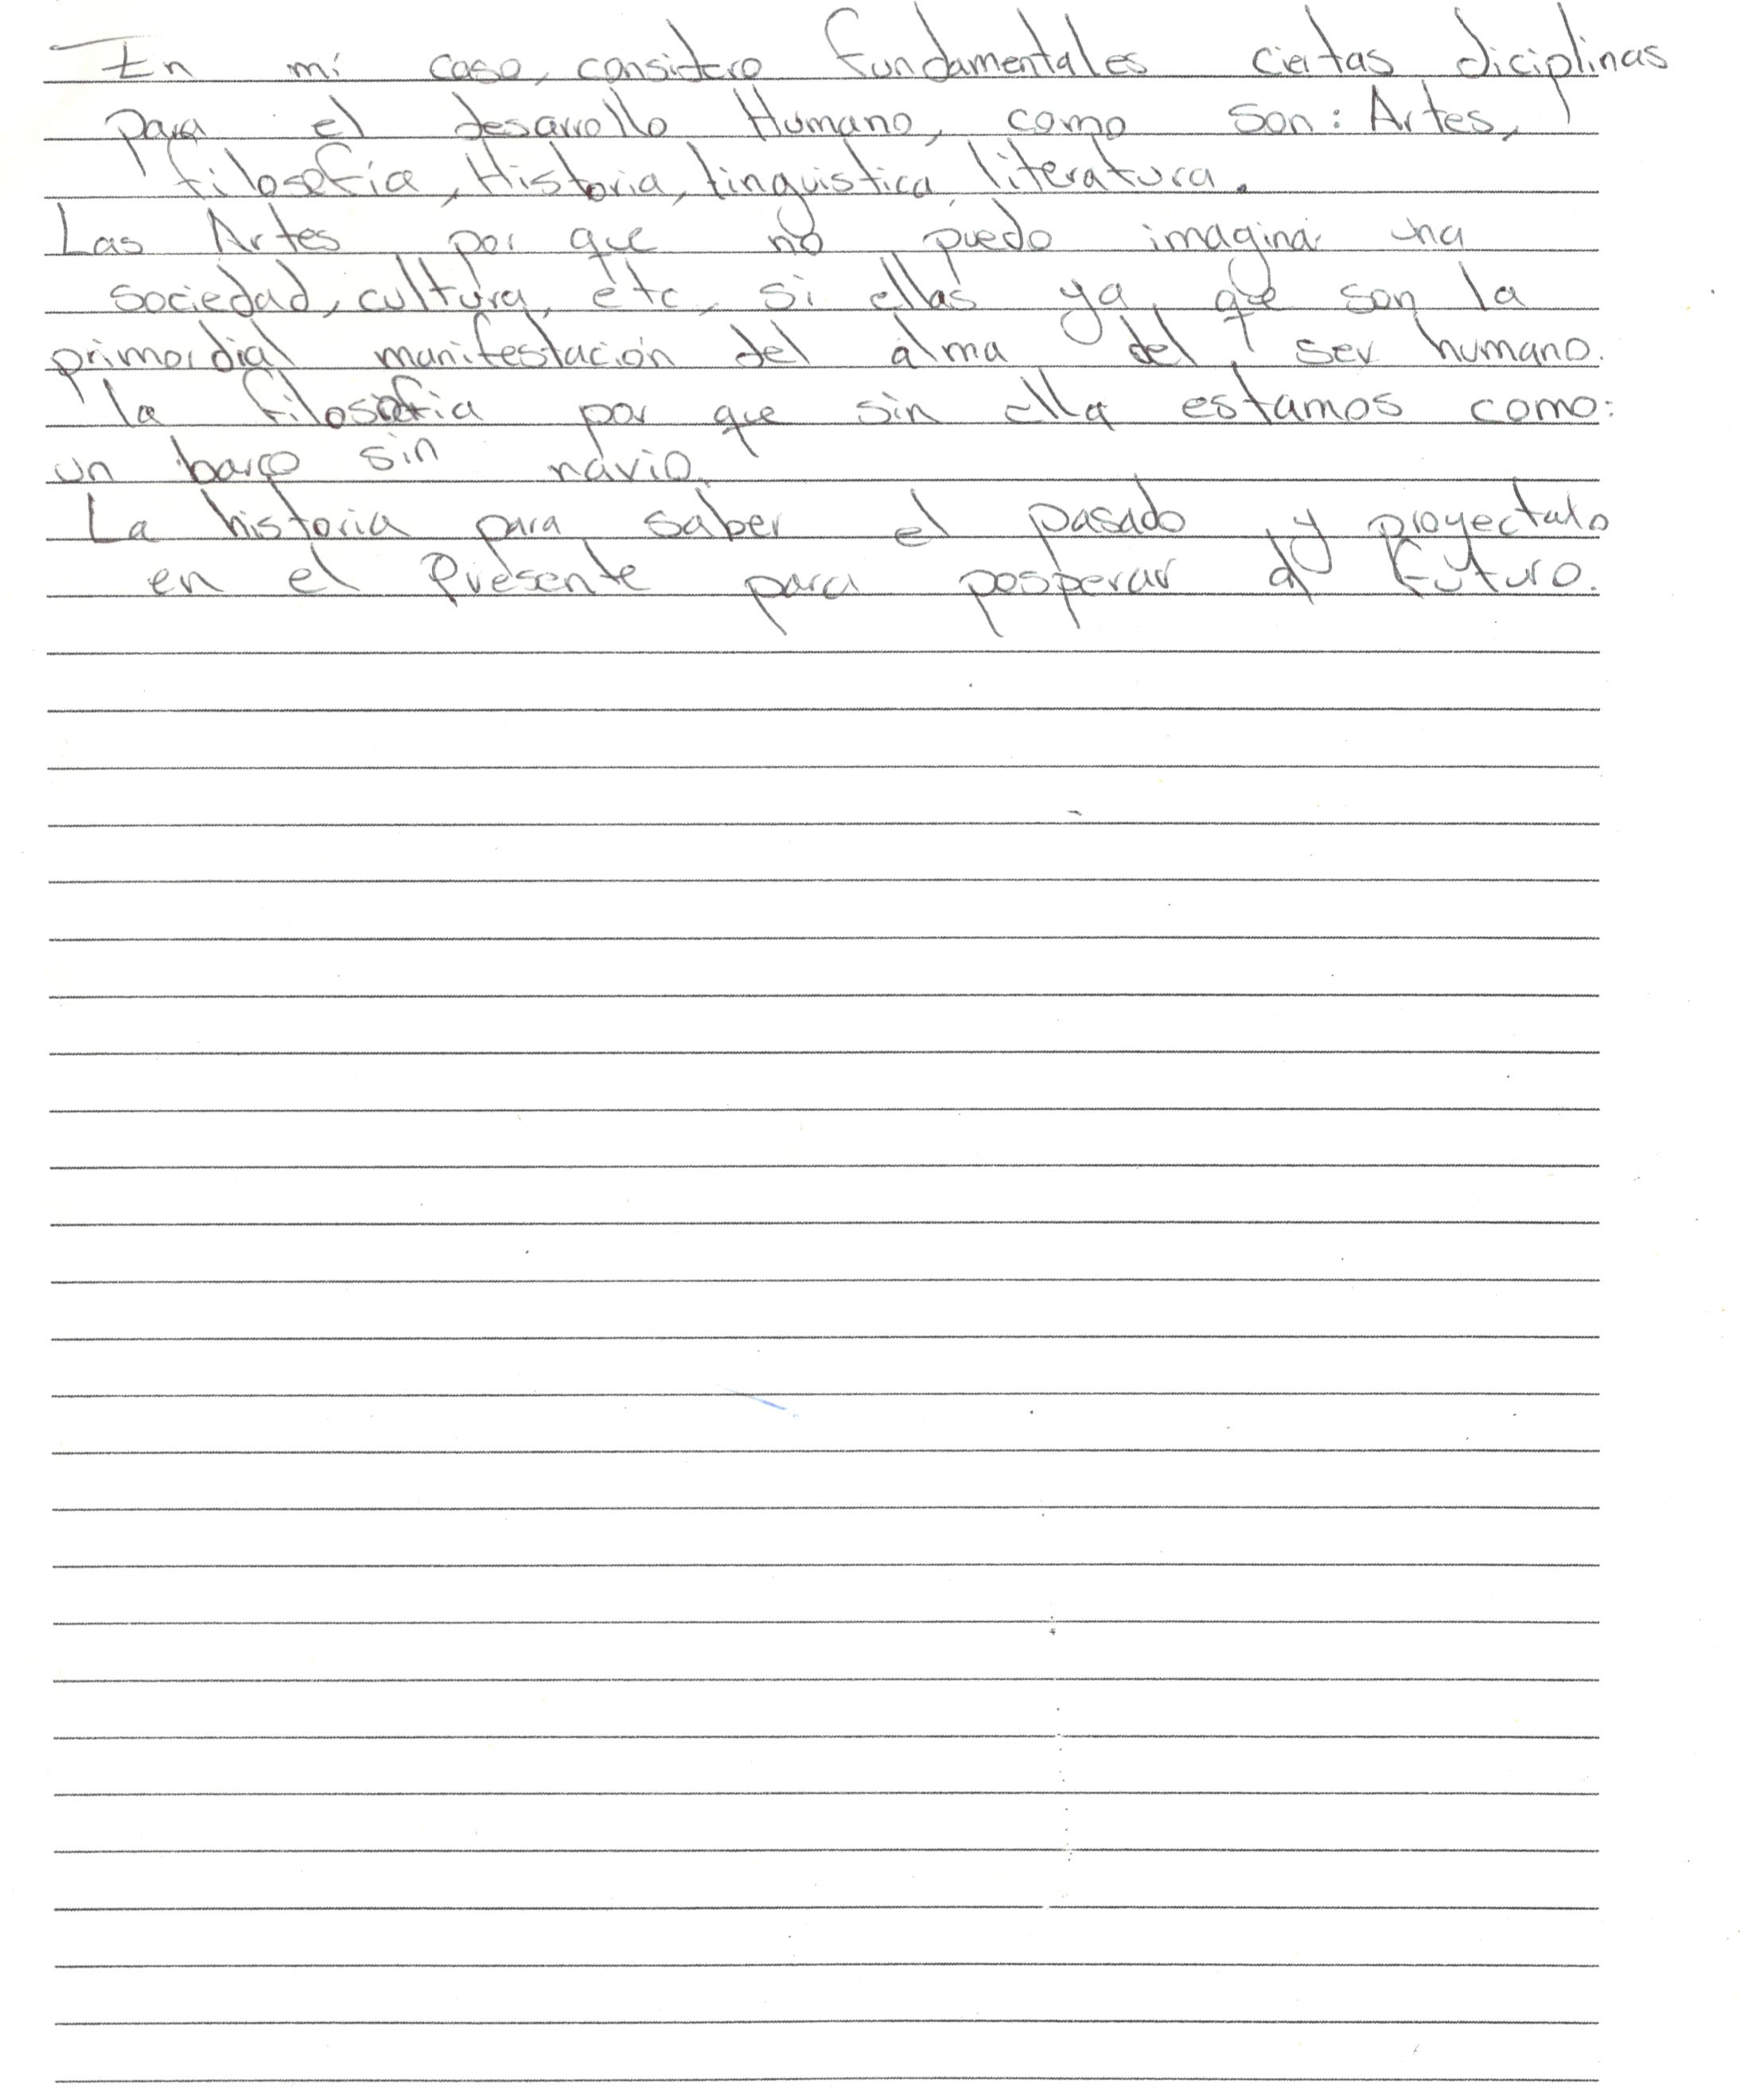 En mi caso, considero fundamentales ciertas diciplinas
para el desarrollo Humano, como son: Artes,
filosofía, Historia, linguistica, literatura.
Las Artes por que no puedo imaginar una
sociedad, cultura, etc, si ellas ya que son la
primordial manifestación del alma del ser humano.
la filosofia por que sin ella estamos como:
un barco sin navio.
La historia para saber el pasado y proyectalo
en el Presente para posperar al futuro.